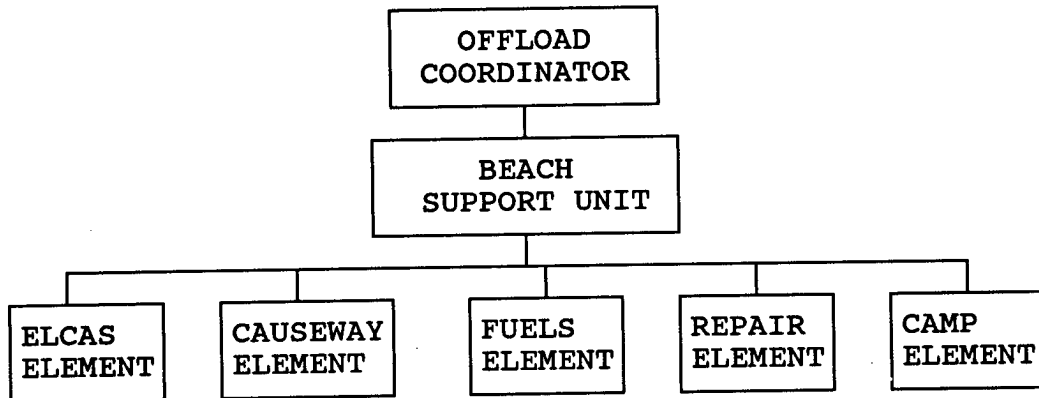 OFFLOAD
COORDINATOR
BEACH
SUPPORT UNIT
ELCAS
ELEMENT
CAUSEWAY
ELEMENT
FUELS
ELEMENT
REPAIR
ELEMENT
CAMP
ELEMENT